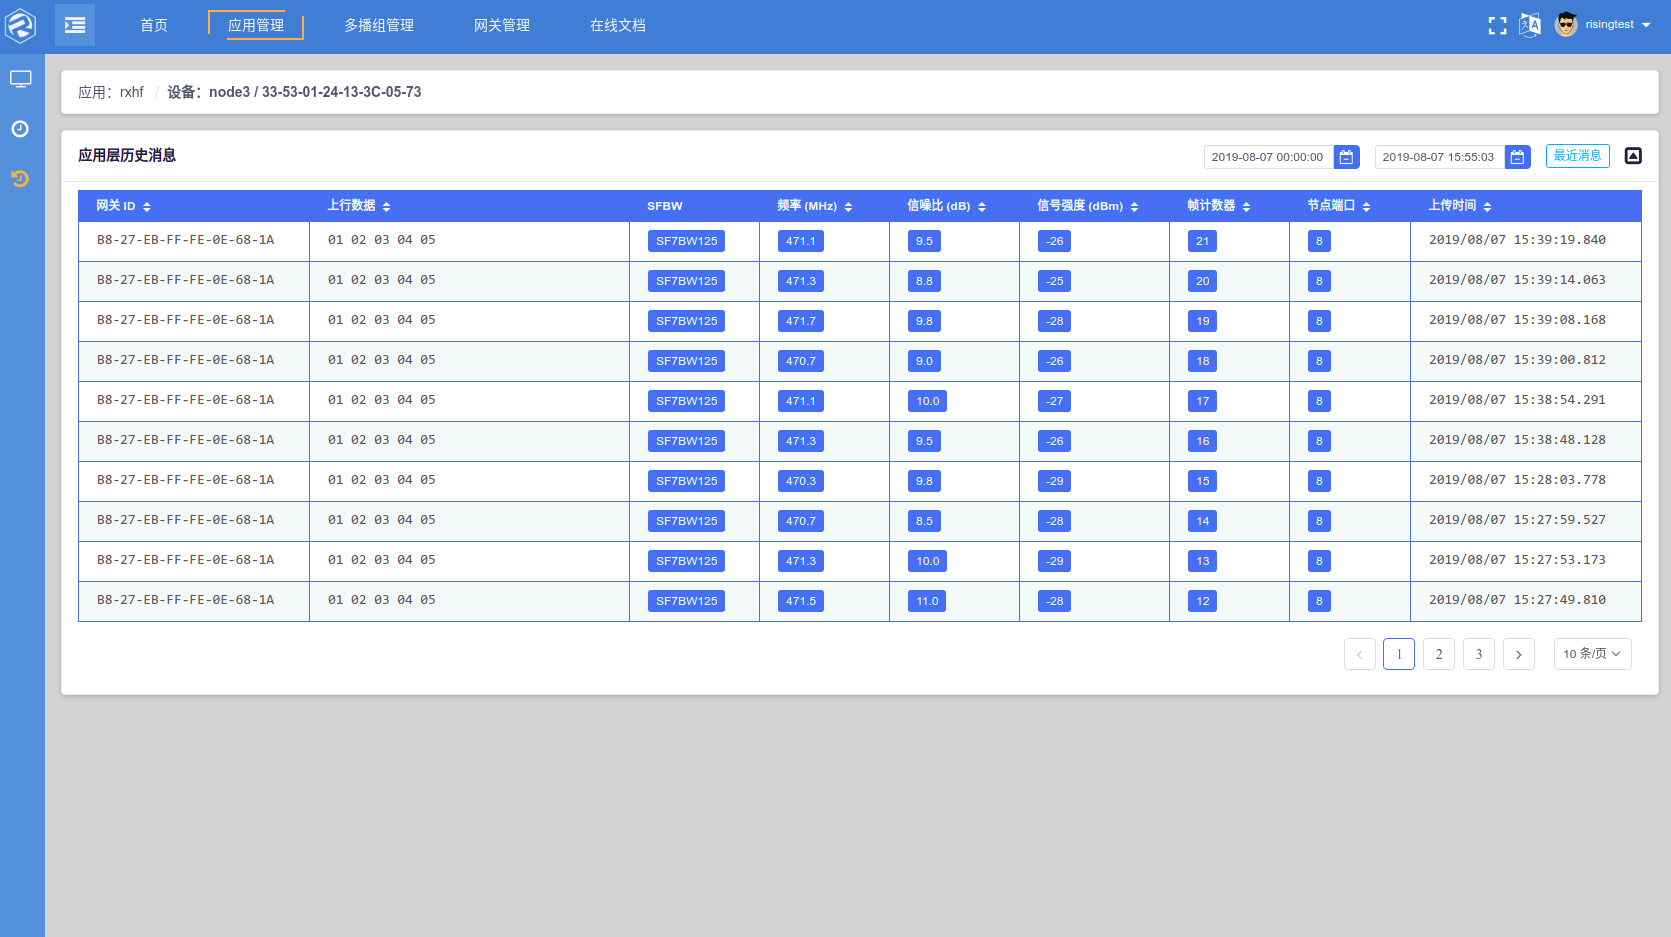 首页 应用管理 多播组管理 网关管理 在线文档 risingtest
应用：rxhf / 设备：node3 / 33-53-01-24-13-3C-05-73
应用层历史消息 2019-08-07 00:00:00 2019-08-07 15:55:03 最近消息
网关 ID 上行数据 SFBW 频率 (MHz) 信噪比 (dB) 信号强度 (dBm) 帧计数器 节点端口 上传时间
B8-27-EB-FF-FE-0E-68-1A 01 02 03 04 05 SF7BW125 471.1 9.5 -26 21 8 2019/08/07 15:39:19.840
B8-27-EB-FF-FE-0E-68-1A 01 02 03 04 05 SF7BW125 471.3 8.8 -25 20 8 2019/08/07 15:39:14.063
B8-27-EB-FF-FE-0E-68-1A 01 02 03 04 05 SF7BW125 471.7 9.8 -28 19 8 2019/08/07 15:39:08.168
B8-27-EB-FF-FE-0E-68-1A 01 02 03 04 05 SF7BW125 470.7 9.0 -26 18 8 2019/08/07 15:39:00.812
B8-27-EB-FF-FE-0E-68-1A 01 02 03 04 05 SF7BW125 471.1 10.0 -27 17 8 2019/08/07 15:38:54.291
B8-27-EB-FF-FE-0E-68-1A 01 02 03 04 05 SF7BW125 471.3 9.5 -26 16 8 2019/08/07 15:38:48.128
B8-27-EB-FF-FE-0E-68-1A 01 02 03 04 05 SF7BW125 470.3 9.8 -29 15 8 2019/08/07 15:28:03.778
B8-27-EB-FF-FE-0E-68-1A 01 02 03 04 05 SF7BW125 470.7 8.5 -28 14 8 2019/08/07 15:27:59.527
B8-27-EB-FF-FE-0E-68-1A 01 02 03 04 05 SF7BW125 471.3 10.0 -29 13 8 2019/08/07 15:27:53.173
B8-27-EB-FF-FE-0E-68-1A 01 02 03 04 05 SF7BW125 471.5 11.0 -28 12 8 2019/08/07 15:27:49.810
1 2 3 10 条/页